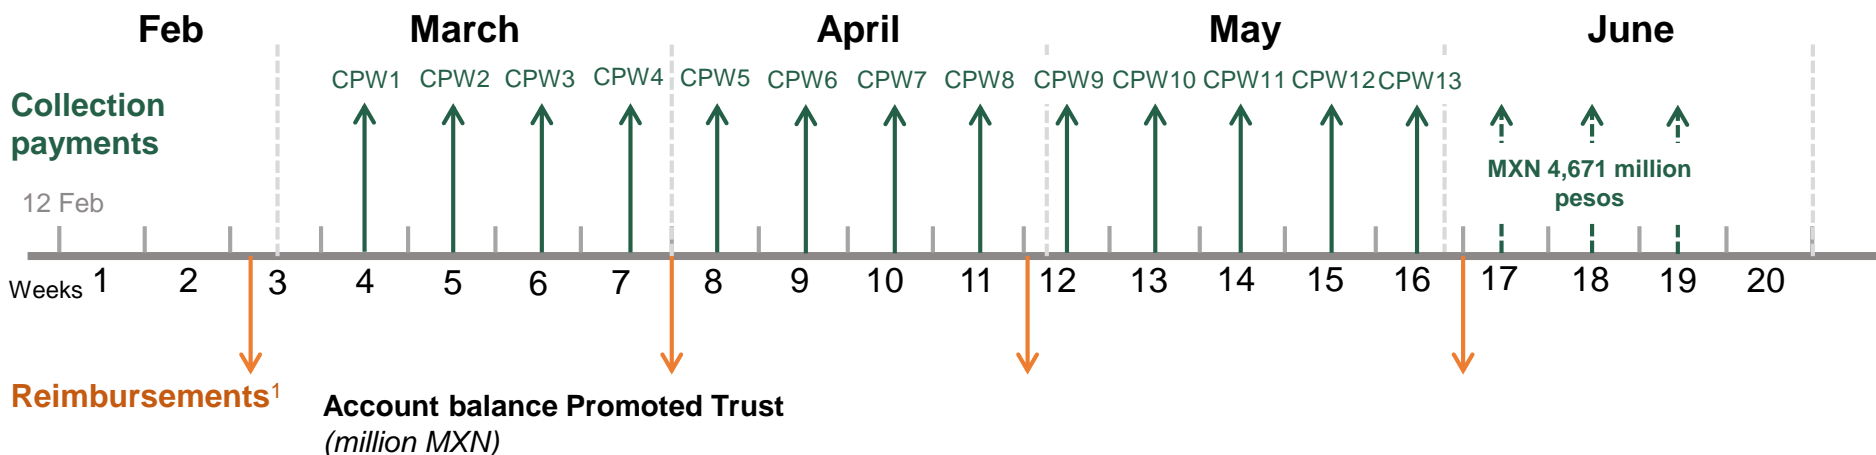 Feb March April May June
CPW1 CPW2 CPW3 CPW4 CPW5 CPW6 CPW7 CPW8 CPW9 CPW10 CPW11 CPW12 CPW13
Collection
payments
MXN 4,671 million
pesos
12 Feb
Weeks 1 2 3 4 5 6 7 8 9 10 11 12 13 14 15 16 17 18 19 20
Reimbursements¹
Account balance Promoted Trust
(million MXN)